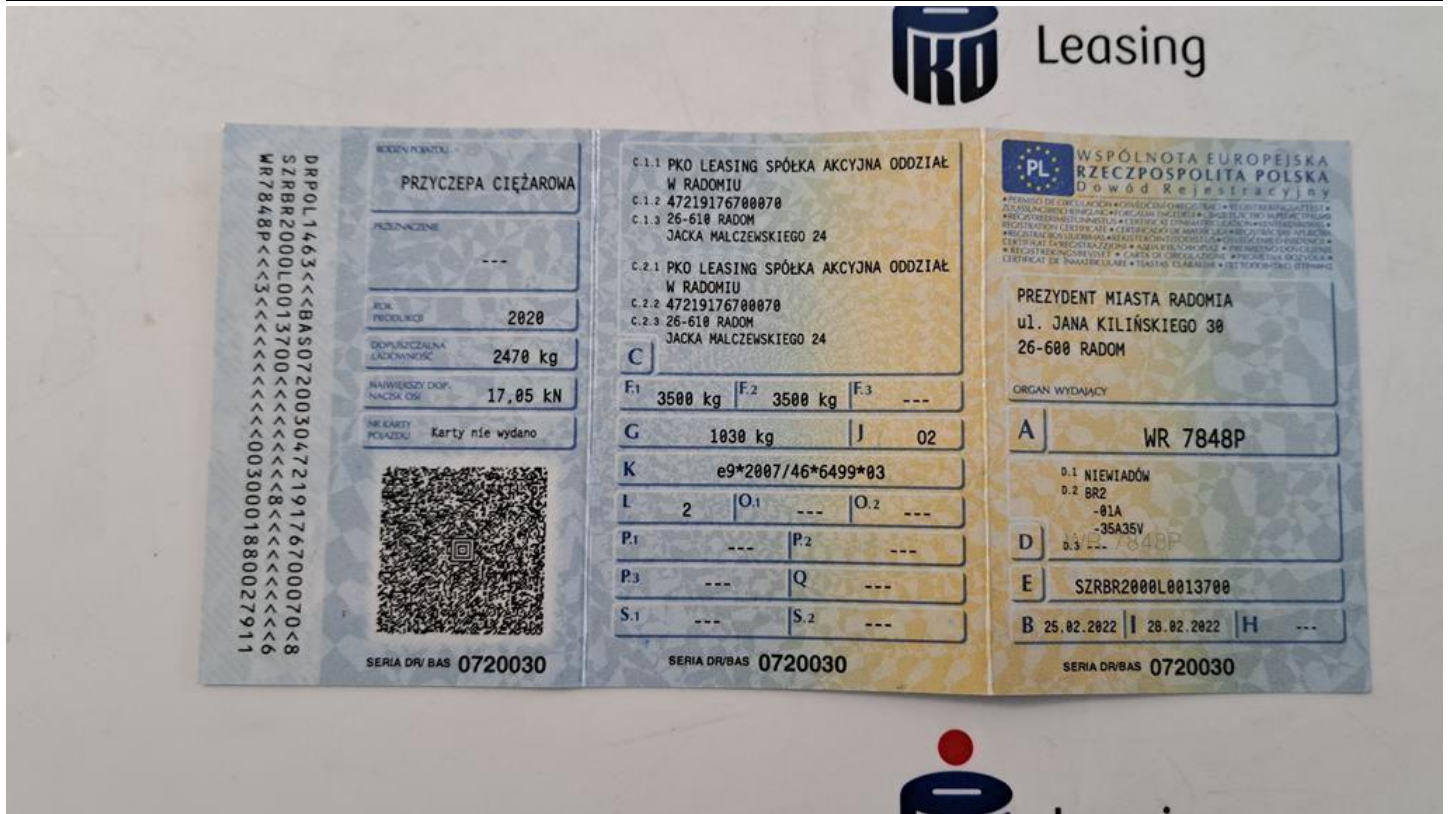 PKO Leasing
DRPOL1463<<<BAS07200304721917670070<8
SZRBR2000L0013700<<<<<<<8<<<<<<<<<6
WR7848P<<<3<<<<<<<<<<<<<003000188002791 1
RODZAJ POJAZDU
PRZYCZEPA CIĘŻAROWA
PRZEZNACZENIE
---
ROK
PRODUKCJI
2020
DOPUSZCZALNA
ŁADOWNOŚĆ
2470 kg
NAJWIĘKSZY DOP.
NACISK OSI
17,05 kN
NR KARTY
POJAZDU Karty nie wydano
SERIA DR/BAS 0720030
C.1.1 PKO LEASING SPÓŁKA AKCYJNA ODDZIAŁ
W RADOMIU
C.1.2 47219176700070
C.1.3 26-610 RADOM
JACKA MALCZEWSKIEGO 24
C.2.1 PKO LEASING SPÓŁKA AKCYJNA ODDZIAŁ
W RADOMIU
C.2.2 47219176700070
C.2.3 26-610 RADOM
JACKA MALCZEWSKIEGO 24
C
F.1 3500 kg F.2 3500 kg F.3 ---
G 1030 kg J 02
K e9*2007/46*6499*03
L 2 O.1 --- O.2 ---
P.1 --- P.2 ---
P.3 --- Q ---
S.1 --- S.2 ---
SERIA DR/BAS 0720030
PL
WSPÓLNOTA EUROPEJSKA
RZECZPOSPOLITA POLSKA
Dowód Rejestracyjny
PREZYDENT MIASTA RADOMIA
ul. JANA KILIŃSKIEGO 30
26-600 RADOM
ORGAN WYDAJĄCY
A WR 7848P
D.1 NIEWIADÓW
D.2 BR2
-01A
-35A35V
D D.3 ---
WR 7848P
E SZRBR2000L0013700
B 25.02.2022 I 28.02.2022 H ---
SERIA DR/BAS 0720030